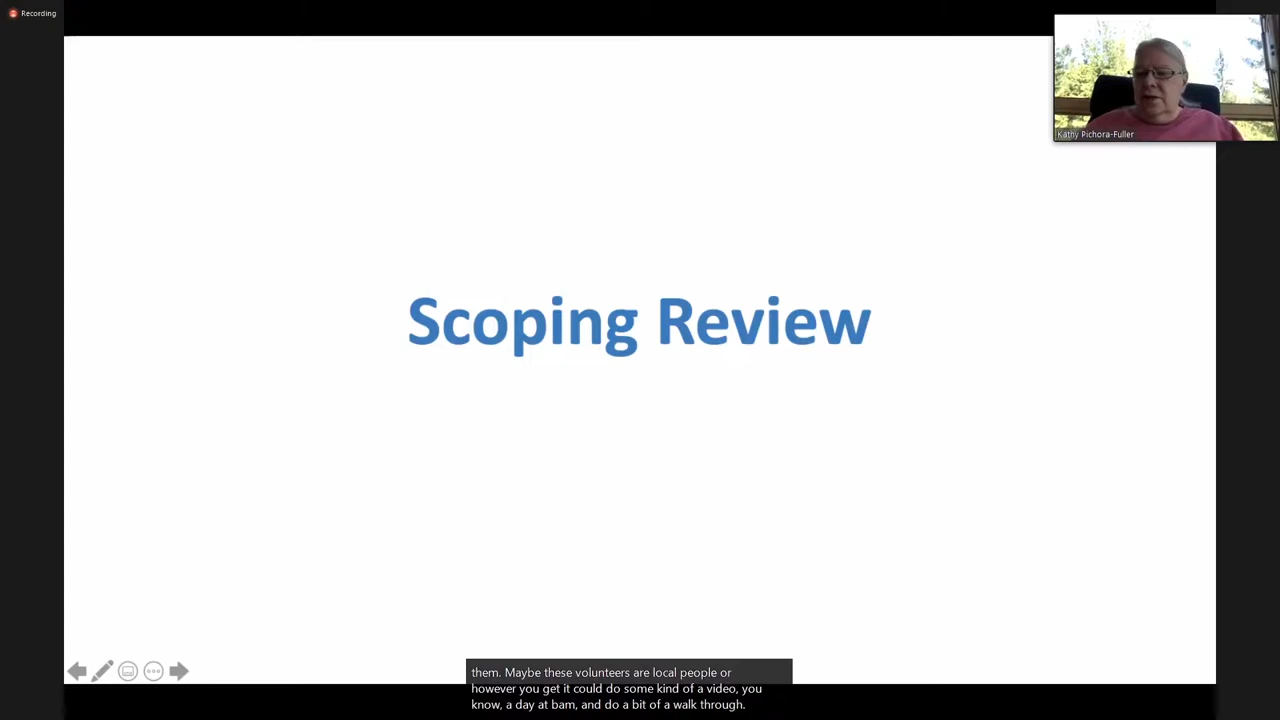 Recording
Kathy Pichora-Fuller
Scoping Review
them. Maybe these volunteers are local people or
however you get it could do some kind of a video, you
know, a day at bam, and do a bit of a walk through.